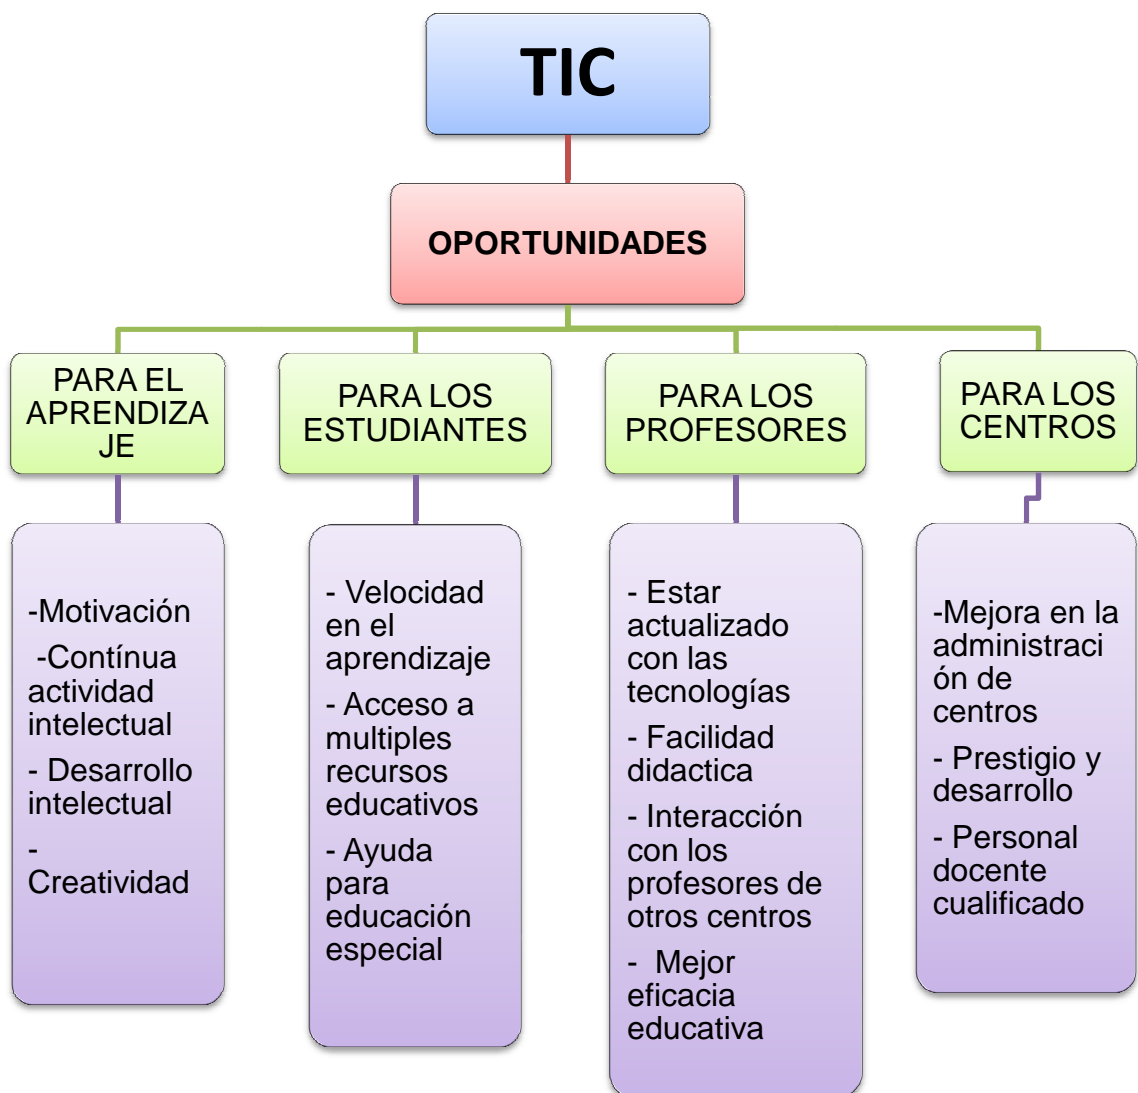 TIC
OPORTUNIDADES
PARA EL
APRENDIZA
JE
PARA LOS
ESTUDIANTES
PARA LOS
PROFESORES
PARA LOS
CENTROS
-Motivación
-Contínua
actividad
intelectual
- Desarrollo
intelectual
-
Creatividad
- Velocidad
en el
aprendizaje
- Acceso a
multiples
recursos
educativos
- Ayuda
para
educación
especial
- Estar
actualizado
con las
tecnologías
- Facilidad
didactica
- Interacción
con los
profesores de
otros centros
- Mejor
eficacia
educativa
-Mejora en la
administraci
ón de
centros
- Prestigio y
desarrollo
- Personal
docente
cualificado